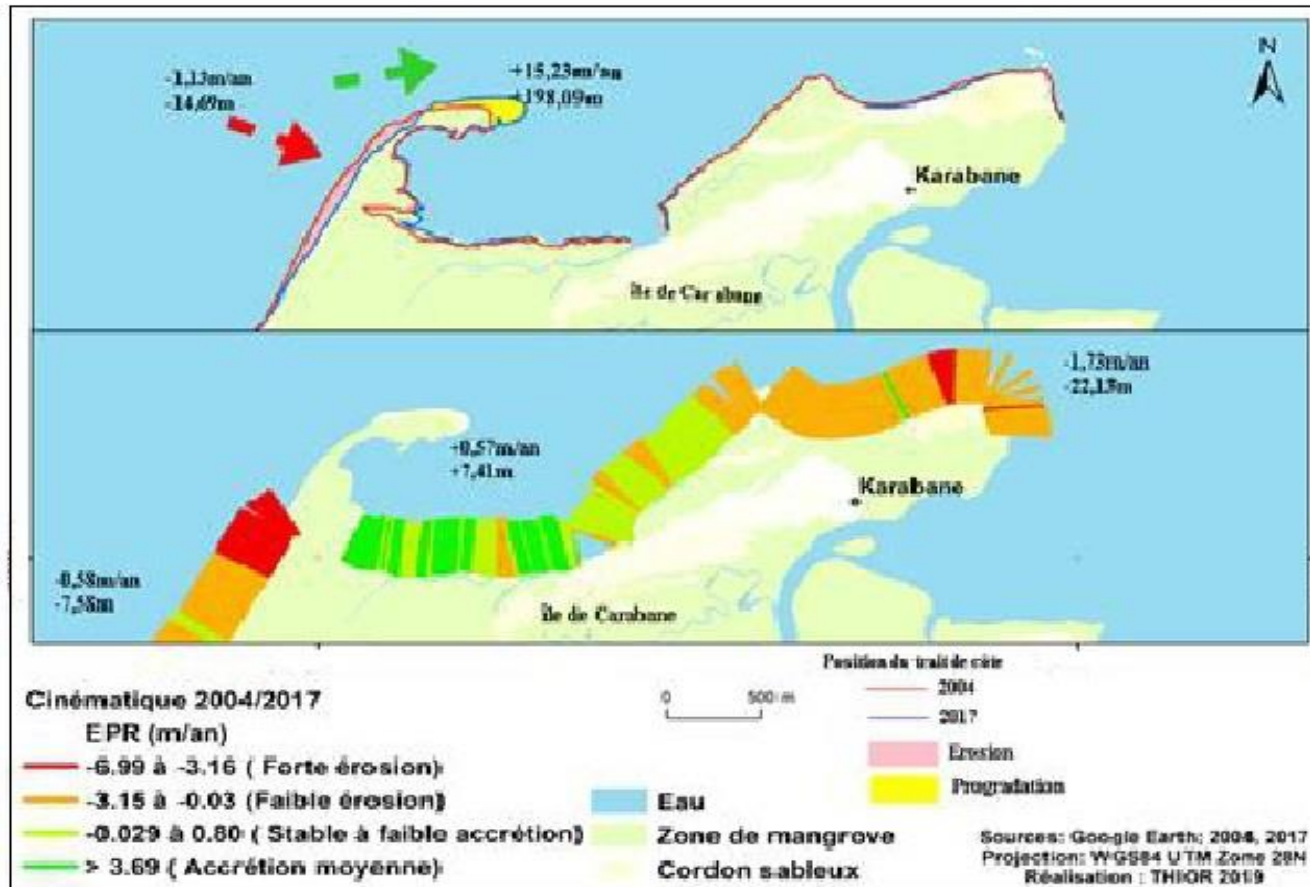 N
-1,13m/an
-14,69m
+15,23m/an
+198,09m
Karabane
île de Carabane
-1,73m/an
-22,15m
+0,57m/an
+7,41m
Karabane
-0,58m/an
-7,58m
île de Carabane
Position du trait de côte
2004
2017
Erosion
Progradation
0 500 m
Cinématique 2004/2017
EPR (m/an)
-6.99 à -3.16 ( Forte érosion)
-3.15 à -0.03 (Faible érosion)
-0.029 à 0.80 ( Stable à faible accrétion)
> 3.69 ( Accrétion moyenne)
Eau
Zone de mangrove
Cordon sableux
Sources: Google Earth; 2004, 2017
Projection: WGS84 UTM Zone 28N
Réalisation : THIOR 2019